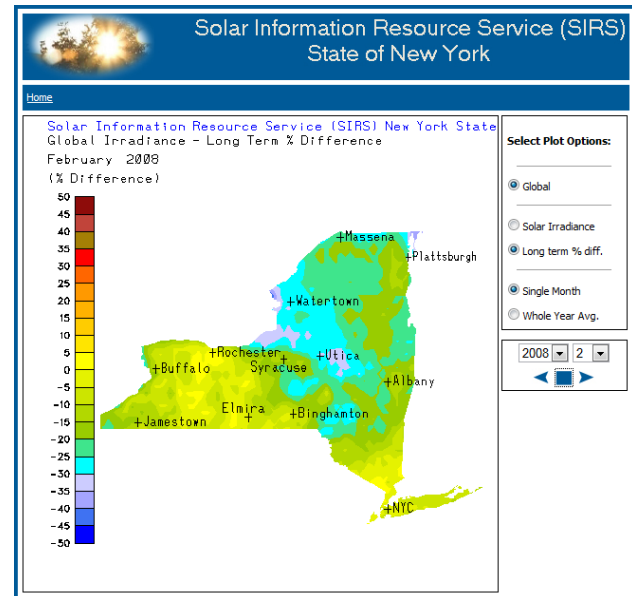 Solar Information Resource Service (SIRS)
State of New York
Home
Solar Information Resource Service (SIRS) New York State
Global Irradiance - Long Term % Difference
February 2008
(% Difference)
50
45
40
35
30
25
20
15
10
5
0
-5
-10
-15
-20
-25
-30
-35
-40
-45
-50
Massena
Plattsburgh
Watertown
Rochester
Utica
Buffalo
Syracuse
Albany
Elmira
Binghamton
Jamestown
NYC
Select Plot Options:
Global
Solar Irradiance
Long term % diff.
Single Month
Whole Year Avg.
2008 2